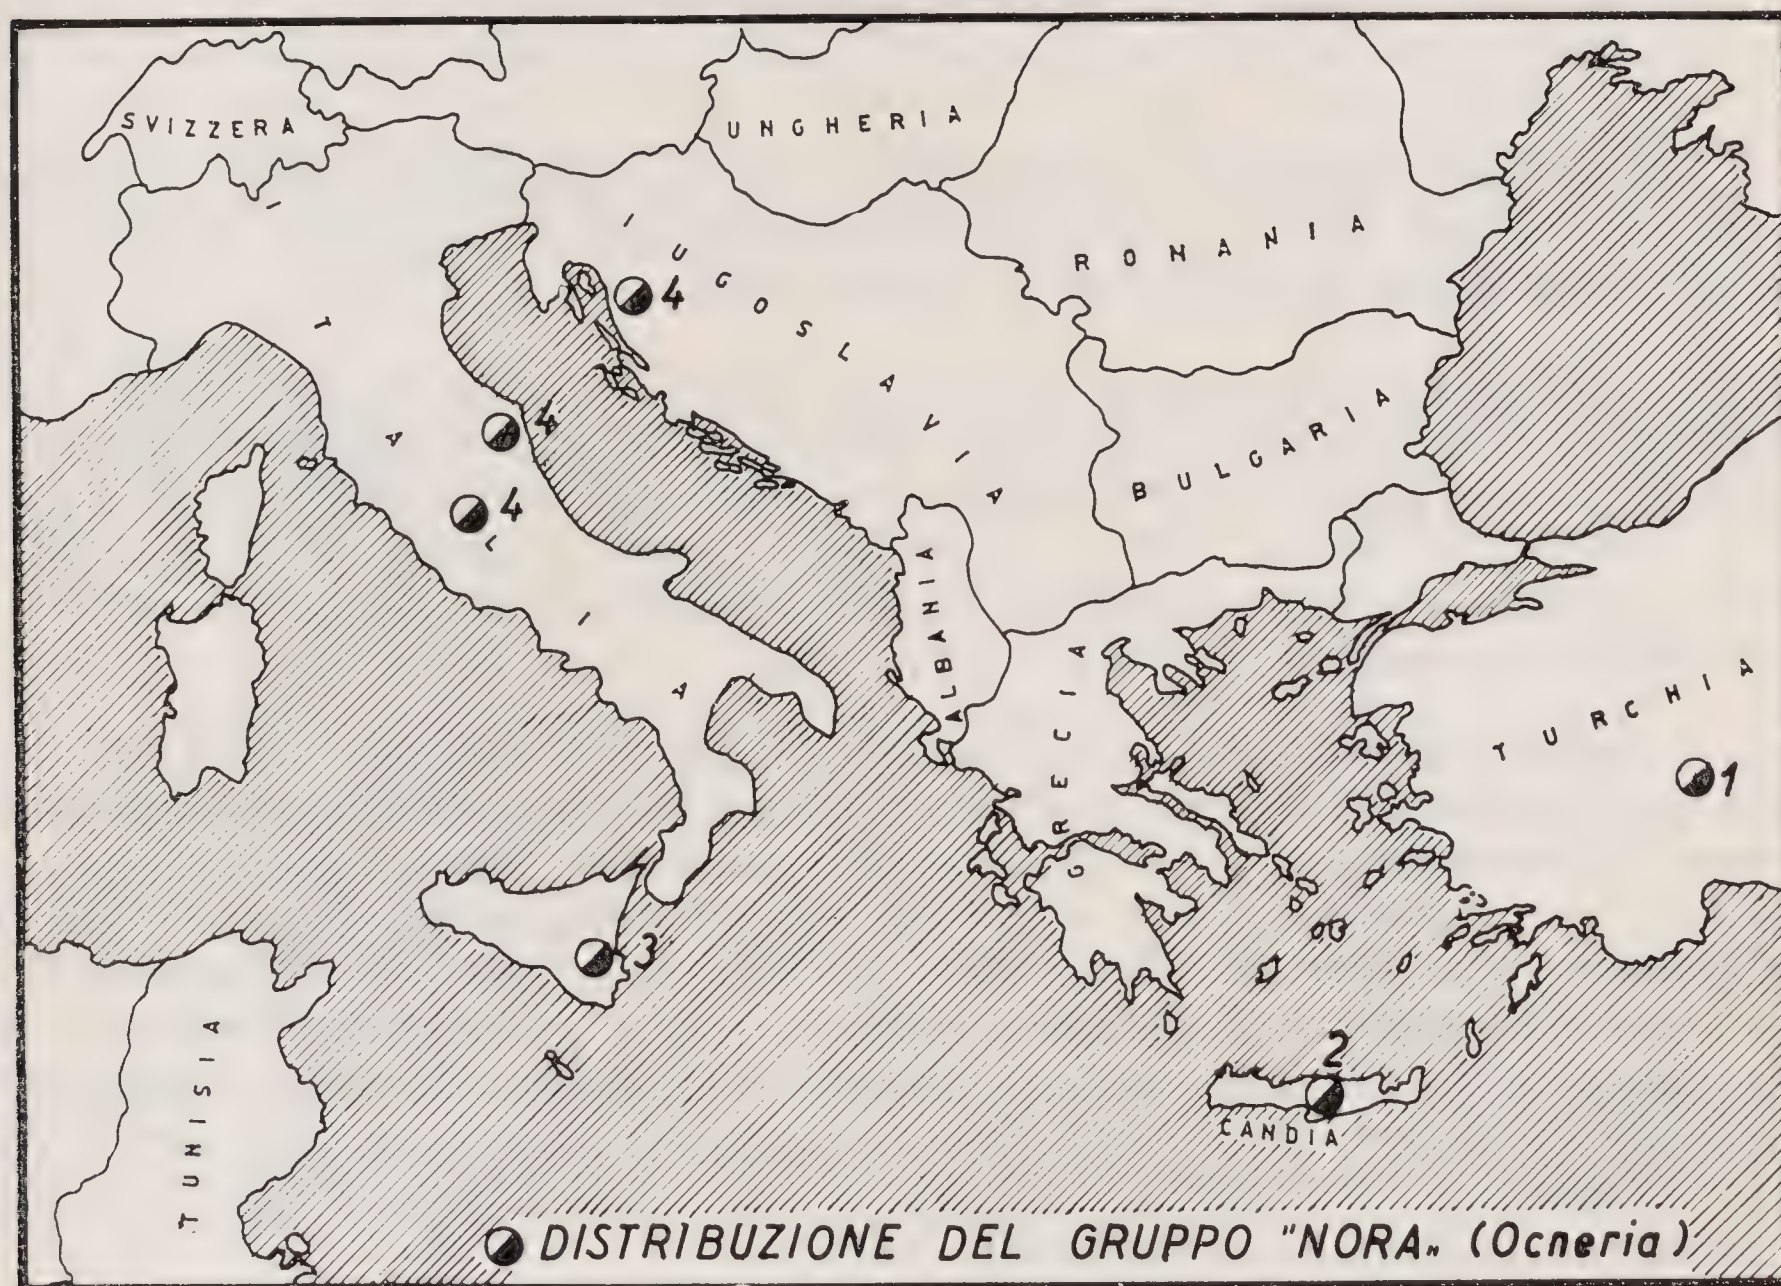 SVIZZERA
UNGHERIA
ROMANIA
IUGOSLAVIA
4
ITALIA
4
4
BULGARIA
ALBANIA
GRECIA
TURCHIA
1
3
2
CANDIA
TUNISIA
DISTRIBUZIONE DEL GRUPPO "NORA„ (Ocneria)